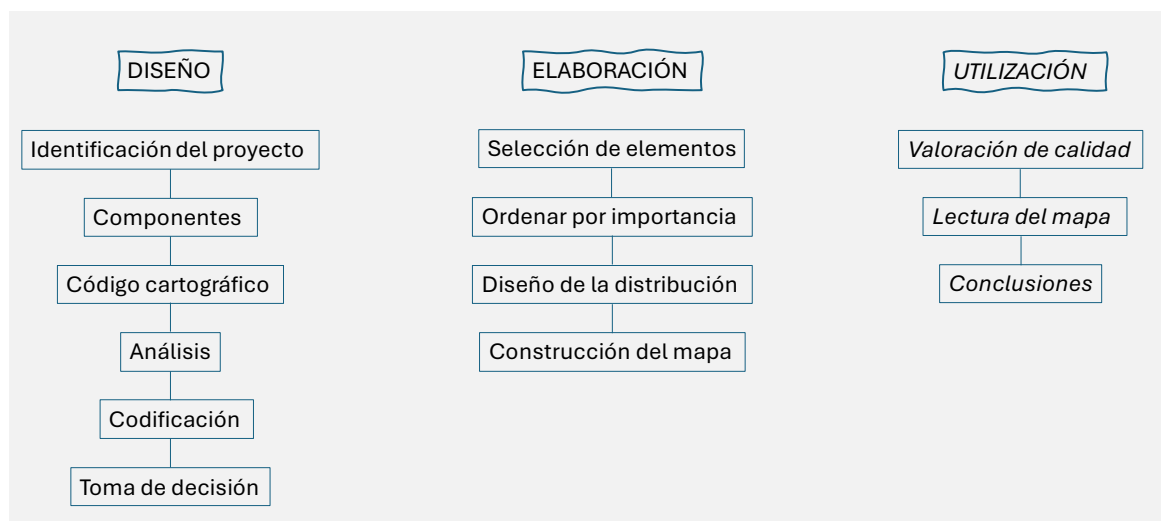 DISEÑO
Identificación del proyecto
Componentes
Código cartográfico
Análisis
Codificación
Toma de decisión
ELABORACIÓN
Selección de elementos
Ordenar por importancia
Diseño de la distribución
Construcción del mapa
UTILIZACIÓN
Valoración de calidad
Lectura del mapa
Conclusiones